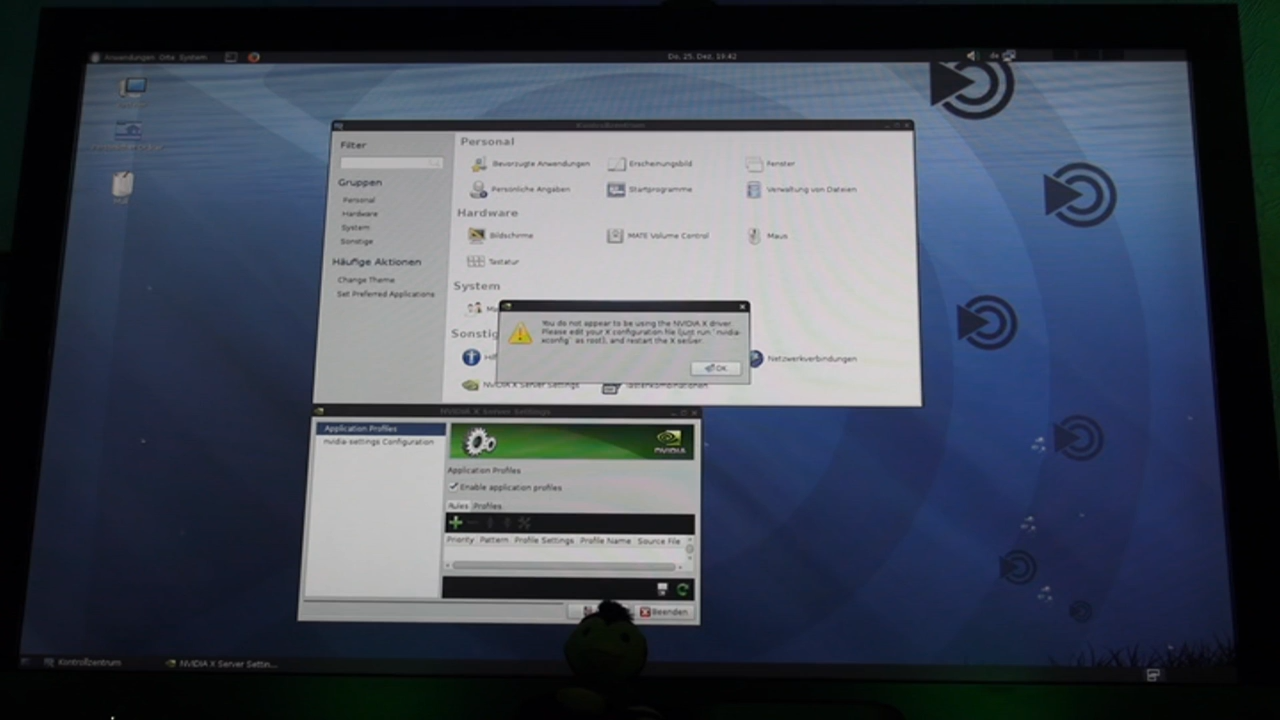 Anwendungen Orte System
Do. 25. Dez, 19:42
de
Kontrollzentrum
Filter
Gruppen
Personal
Hardware
System
Sonstige
Häufige Aktionen
Change Theme
Set Preferred Applications
Personal
Bevorzugte Anwendungen
Erscheinungsbild
Fenster
Persönliche Angaben
Startprogramme
Verwaltung von Dateien
Hardware
Bildschirme
MATE Volume Control
Maus
Tastatur
System
Sonstig
Netzwerkverbindungen
NVIDIA X Server Settings
Tastenkombinationen
You do not appear to be using the NVIDIA X driver.
Please edit your X configuration file (just run `nvidia-
xconfig` as root), and restart the X server.
OK
NVIDIA X Server Settings
Application Profiles
nvidia-settings Configuration
NVIDIA
Application Profiles
Enable application profiles
Rules Profiles
Priority Pattern Profile Settings Profile Name Source File
Beenden
Kontrollzentrum
NVIDIA X Server Settin...